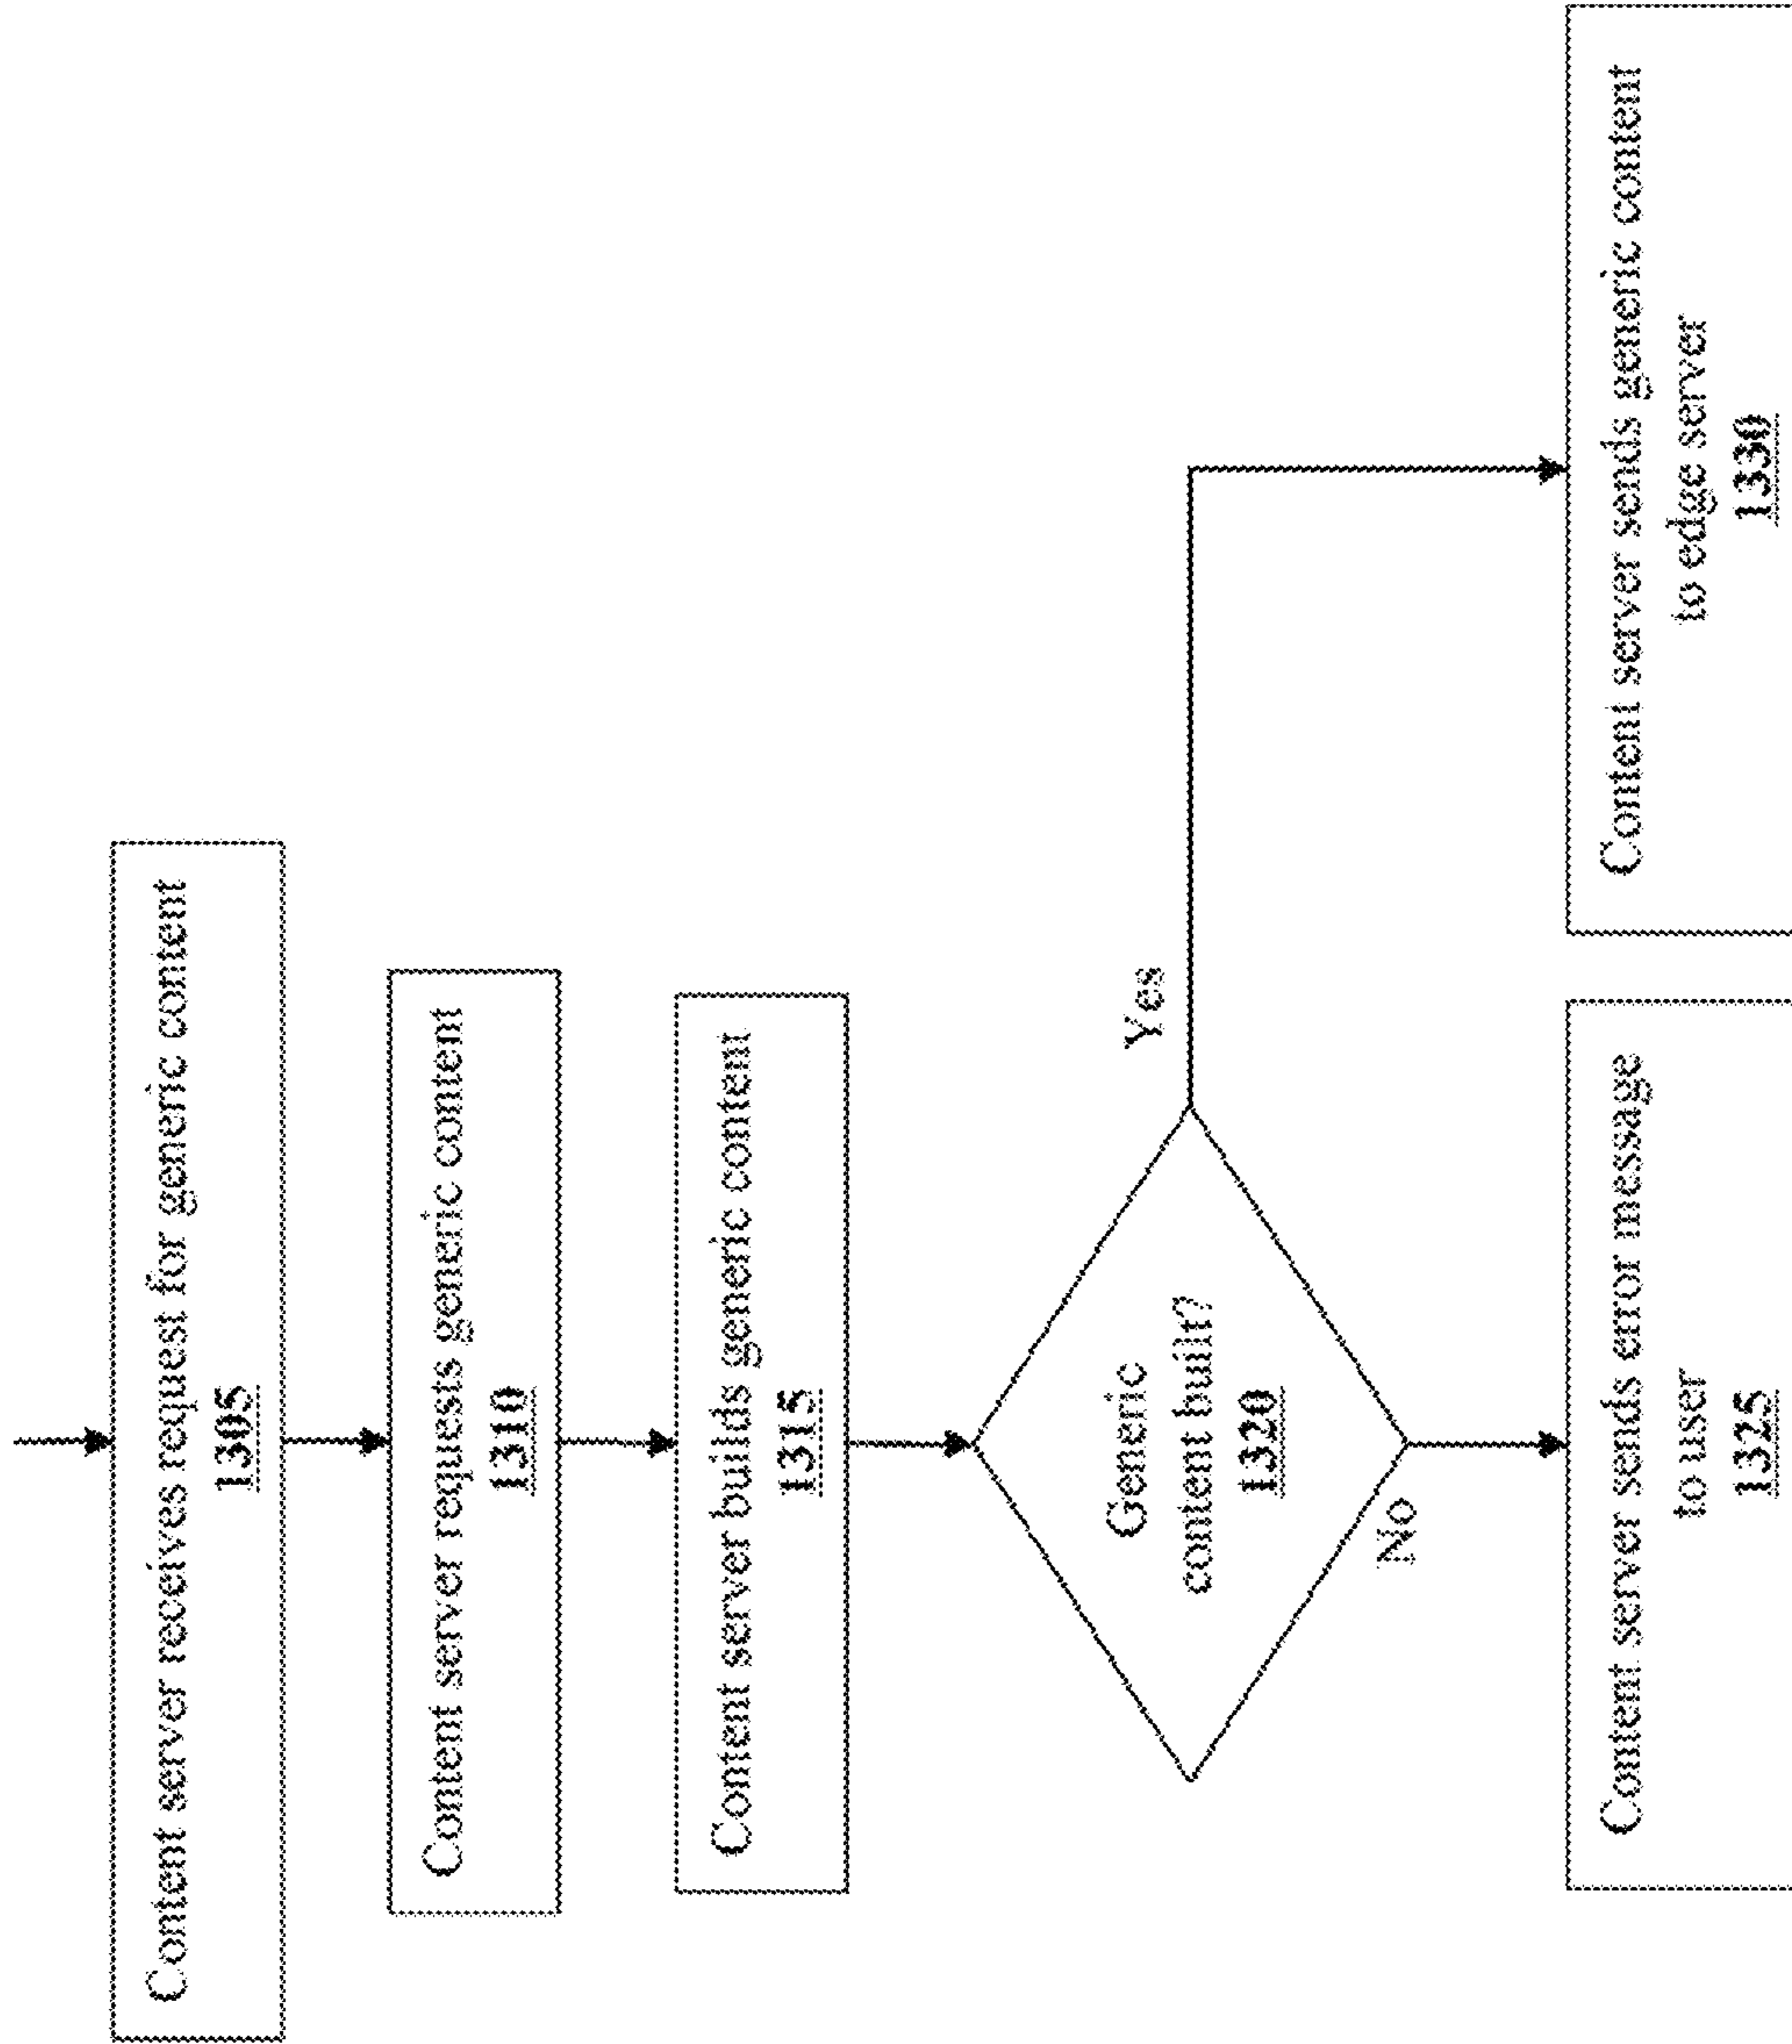 Content server receives request for generic content
1305
Content server requests generic content
1310
Content server builds generic content
1315
Generic
content built?
1320
Yes
No
Content server sends error message
to user
1325
Content server sends generic content
to edge server
1330